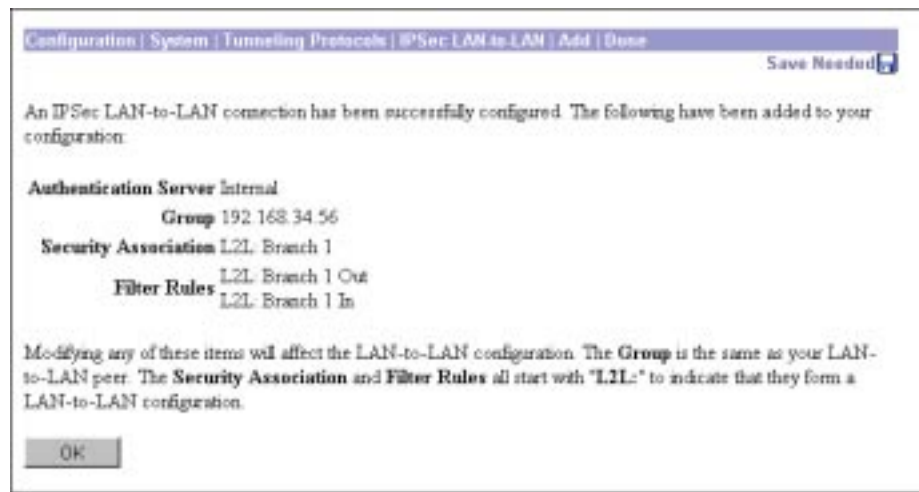 Configuration | System | Tunneling Protocols | IPSec LAN-to-LAN | Add | Done
Save Needed
An IPSec LAN-to-LAN connection has been successfully configured. The following have been added to your
configuration:
Authentication Server Internal
Group 192.168.34.56
Security Association L2L: Branch 1
Filter Rules L2L: Branch 1 Out
L2L: Branch 1 In
Modifying any of these items will affect the LAN-to-LAN configuration. The Group is the same as your LAN-
to-LAN peer. The Security Association and Filter Rules all start with "L2L:" to indicate that they form a
LAN-to-LAN configuration.
OK